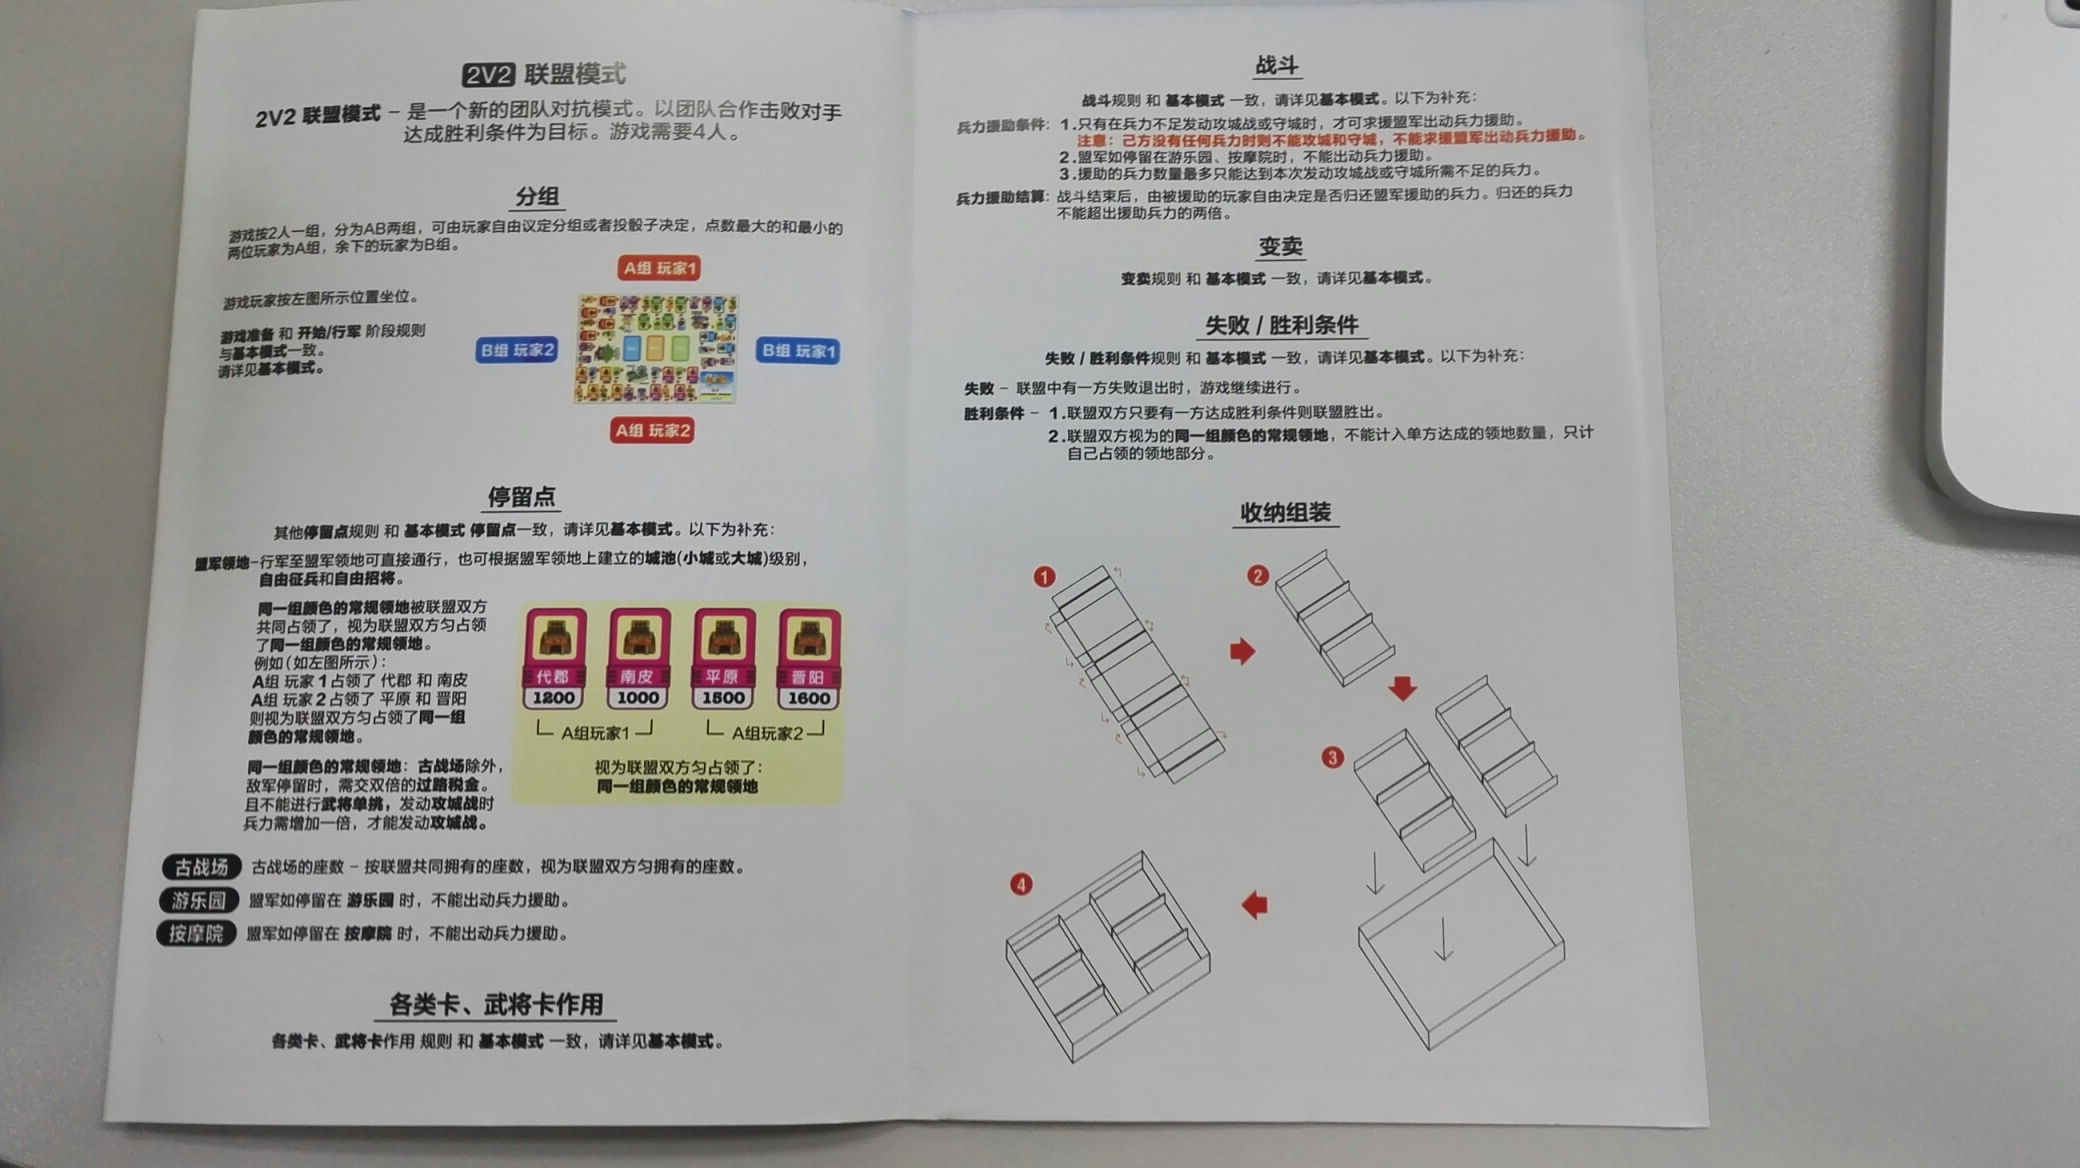 2V2 联盟模式
2V2 联盟模式 - 是一个新的团队对抗模式。以团队合作击败对手
达成胜利条件为目标。游戏需要4人。
分组
游戏按2人一组，分为AB两组，可由玩家自由议定分组或者投骰子决定，点数最大的和最小的
两位玩家为A组，余下的玩家为B组。
A组 玩家1
游戏玩家按左图所示位置坐位。
游戏准备 和 开始/行军 阶段规则
与基本模式一致。
请详见基本模式。
B组 玩家2
B组 玩家1
A组 玩家2
停留点
其他停留点规则 和 基本模式 停留点一致，请详见基本模式。以下为补充：
盟军领地-行军至盟军领地可直接通行，也可根据盟军领地上建立的城池(小城或大城)级别，
自由征兵和自由招将。
同一组颜色的常规领地被联盟双方
共同占领了，视为联盟双方匀占领
了同一组颜色的常规领地。
例如(如左图所示)：
A组 玩家1占领了 代郡 和 南皮
A组 玩家2占领了 平原 和 晋阳
则视为联盟双方匀占领了同一组
颜色的常规领地。
代郡 南皮 平原 晋阳
1200 1000 1500 1600
A组玩家1 A组玩家2
视为联盟双方匀占领了：
同一组颜色的常规领地
同一组颜色的常规领地：古战场除外，
敌军停留时，需交双倍的过路税金。
且不能进行武将单挑，发动攻城战时
兵力需增加一倍，才能发动攻城战。
古战场 古战场的座数 - 按联盟共同拥有的座数，视为联盟双方匀拥有的座数。
游乐园 盟军如停留在 游乐园 时，不能出动兵力援助。
按摩院 盟军如停留在 按摩院 时，不能出动兵力援助。
各类卡、武将卡作用
各类卡、武将卡作用 规则 和 基本模式 一致，请详见基本模式。
战斗
战斗规则 和 基本模式 一致，请详见基本模式。以下为补充：
兵力援助条件：1.只有在兵力不足发动攻城战或守城时，才可求援盟军出动兵力援助。
注意：己方没有任何兵力时则不能攻城和守城，不能求援盟军出动兵力援助。
2.盟军如停留在游乐园、按摩院时，不能出动兵力援助。
3.援助的兵力数量最多只能达到本次发动攻城战或守城所需不足的兵力。
兵力援助结算：战斗结束后，由被援助的玩家自由决定是否归还盟军援助的兵力。归还的兵力
不能超出援助兵力的两倍。
变卖
变卖规则 和 基本模式 一致，请详见基本模式。
失败 / 胜利条件
失败 / 胜利条件规则 和 基本模式 一致，请详见基本模式。以下为补充：
失败 - 联盟中有一方失败退出时，游戏继续进行。
胜利条件 - 1.联盟双方只要有一方达成胜利条件则联盟胜出。
2.联盟双方视为的同一组颜色的常规领地，不能计入单方达成的领地数量，只计
自己占领的领地部分。
收纳组装
1
2
3
4